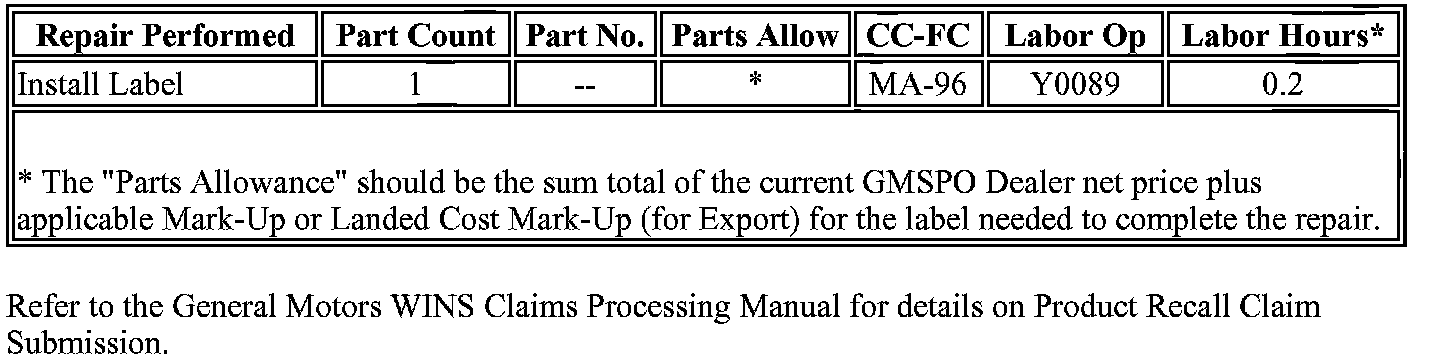 Repair Performed Part Count Part No. Parts Allow CC-FC Labor Op Labor Hours*
Install Label 1 -- * MA-96 Y0089 0.2
* The "Parts Allowance" should be the sum total of the current GMSPO Dealer net price plus
applicable Mark-Up or Landed Cost Mark-Up (for Export) for the label needed to complete the repair.
Refer to the General Motors WINS Claims Processing Manual for details on Product Recall Claim
Submission.